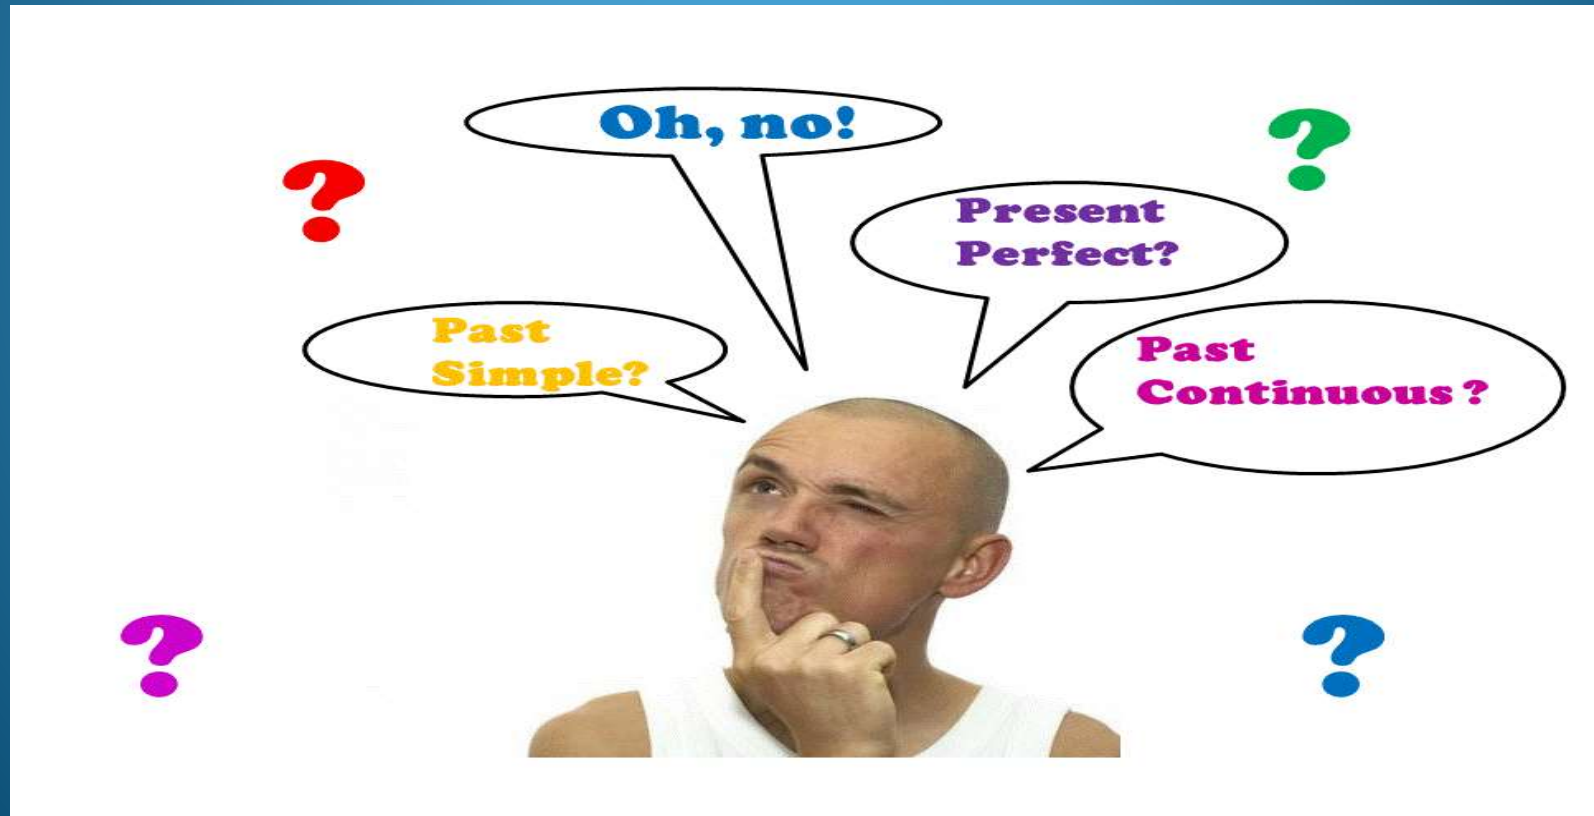 Oh, no!
?
?
Present
Perfect?
Past
Simple?
Past
Continuous ?
?
?